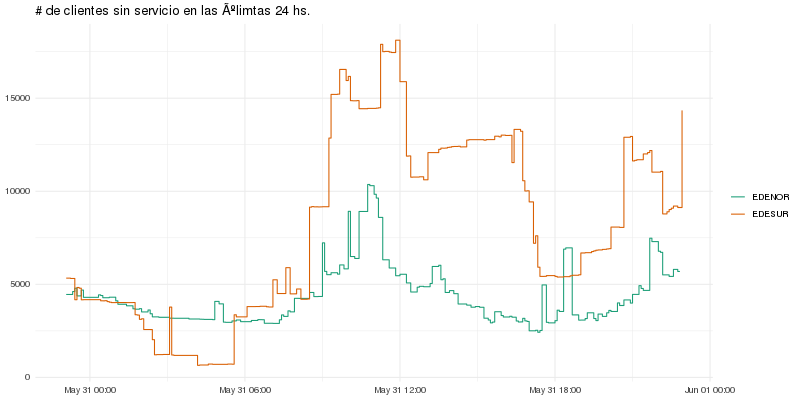 # de clientes sin servicio en las Ãºlimtas 24 hs.
15000
10000
5000
0
May 31 00:00
May 31 06:00
May 31 12:00
May 31 18:00
Jun 01 00:00
EDENOR
EDESUR